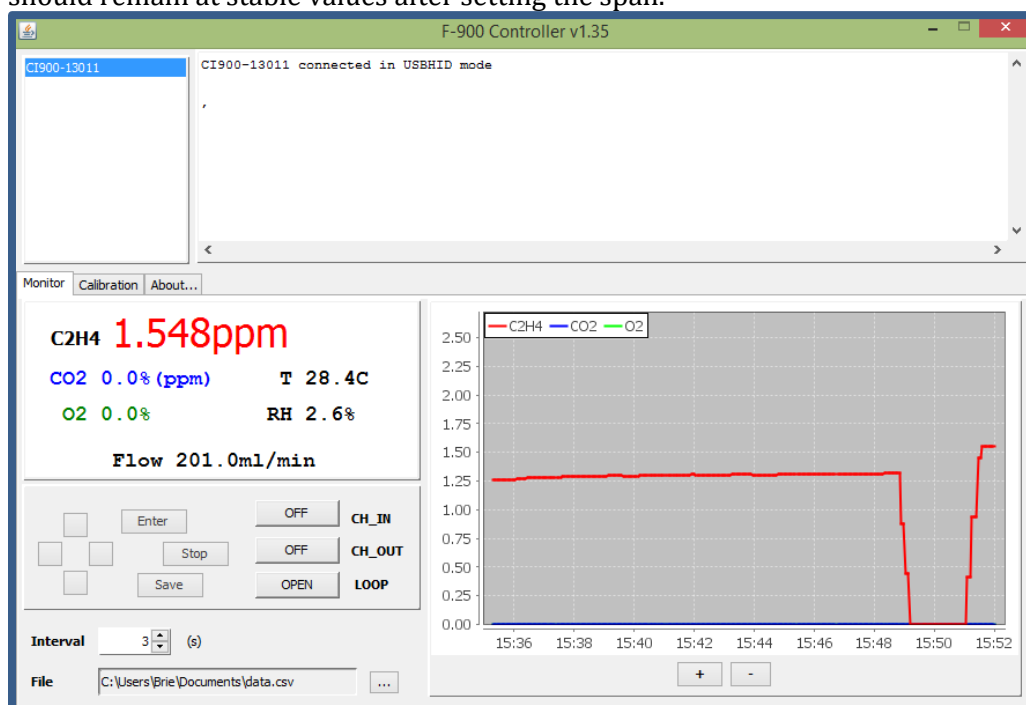 should remain at stable values after setting the span.
F-900 Controller v1.35
CI900-13011
CI900-13011 connected in USBHID mode
,
Monitor Calibration About...
C2H4 1.548ppm
CO2 0.0%(ppm) T 28.4C
O2 0.0% RH 2.6%
Flow 201.0ml/min
Enter OFF CH_IN
Stop OFF CH_OUT
Save OPEN LOOP
Interval 3 (s)
File C:\Users\Brie\Documents\data.csv ...
C2H4 CO2 O2
2.50
2.25
2.00
1.75
1.50
1.25
1.00
0.75
0.50
0.25
0.00
15:36 15:38 15:40 15:42 15:44 15:46 15:48 15:50 15:52
+ -